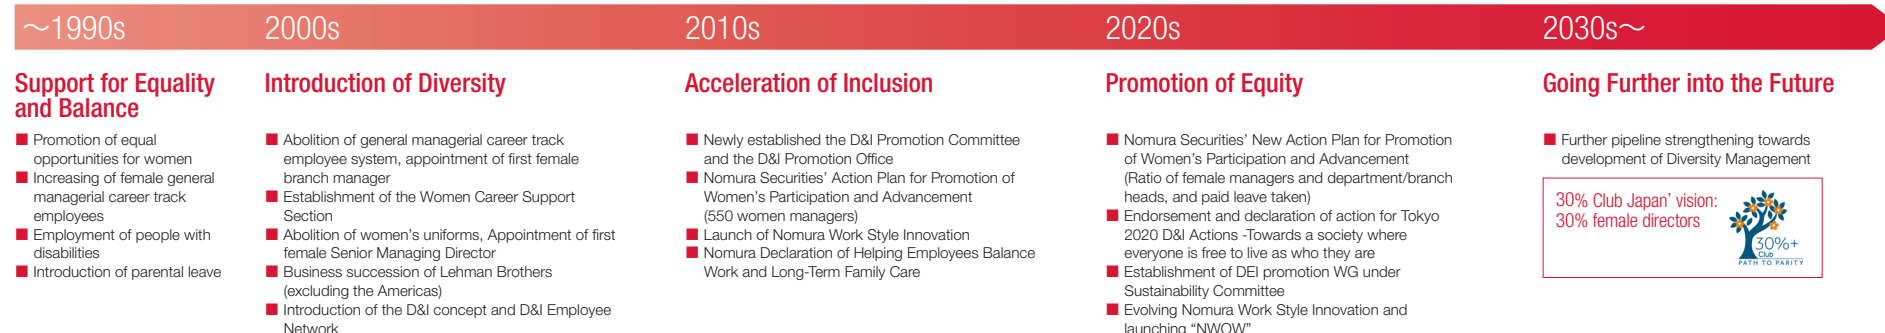 ～1990s
Support for Equality
and Balance
■ Promotion of equal
opportunities for women
■ Increasing of female general
managerial career track
employees
■ Employment of people with
disabilities
■ Introduction of parental leave
2000s
Introduction of Diversity
■ Abolition of general managerial career track
employee system, appointment of first female
branch manager
■ Establishment of the Women Career Support
Section
■ Abolition of women's uniforms, Appointment of first
female Senior Managing Director
■ Business succession of Lehman Brothers
(excluding the Americas)
■ Introduction of the D&I concept and D&I Employee
Network
2010s
Acceleration of Inclusion
■ Newly established the D&I Promotion Committee
and the D&I Promotion Office
■ Nomura Securities' Action Plan for Promotion of
Women's Participation and Advancement
(550 women managers)
■ Launch of Nomura Work Style Innovation
■ Nomura Declaration of Helping Employees Balance
Work and Long-Term Family Care
2020s
Promotion of Equity
■ Nomura Securities' New Action Plan for Promotion
of Women's Participation and Advancement
(Ratio of female managers and department/branch
heads, and paid leave taken)
■ Endorsement and declaration of action for Tokyo
2020 D&I Actions -Towards a society where
everyone is free to live as who they are
■ Establishment of DEI promotion WG under
Sustainability Committee
■ Evolving Nomura Work Style Innovation and
launching "NWOW"
2030s～
Going Further into the Future
■ Further pipeline strengthening towards
development of Diversity Management
30% Club Japan' vision:
30% female directors
30%+
Club
PATH TO PARITY